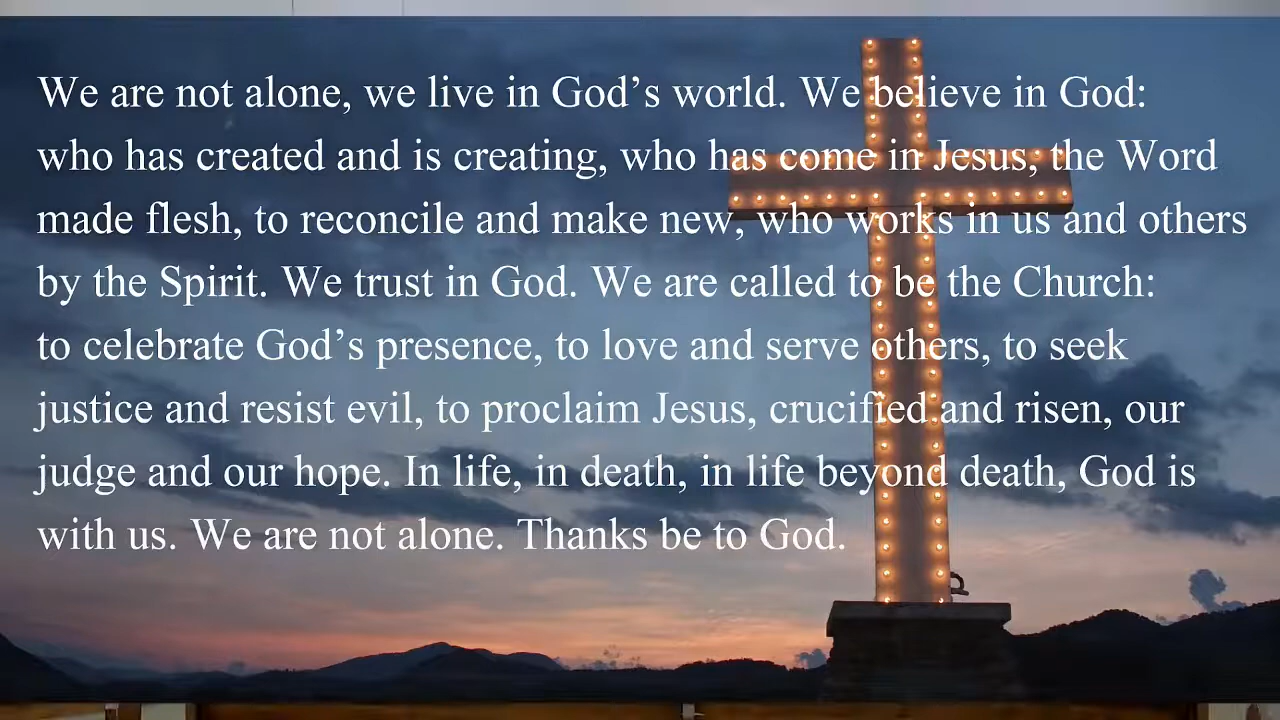 We are not alone, we live in God’s world. We believe in God:
who has created and is creating, who has come in Jesus, the Word
made flesh, to reconcile and make new, who works in us and others
by the Spirit. We trust in God. We are called to be the Church:
to celebrate God’s presence, to love and serve others, to seek
justice and resist evil, to proclaim Jesus, crucified and risen, our
judge and our hope. In life, in death, in life beyond death, God is
with us. We are not alone. Thanks be to God.